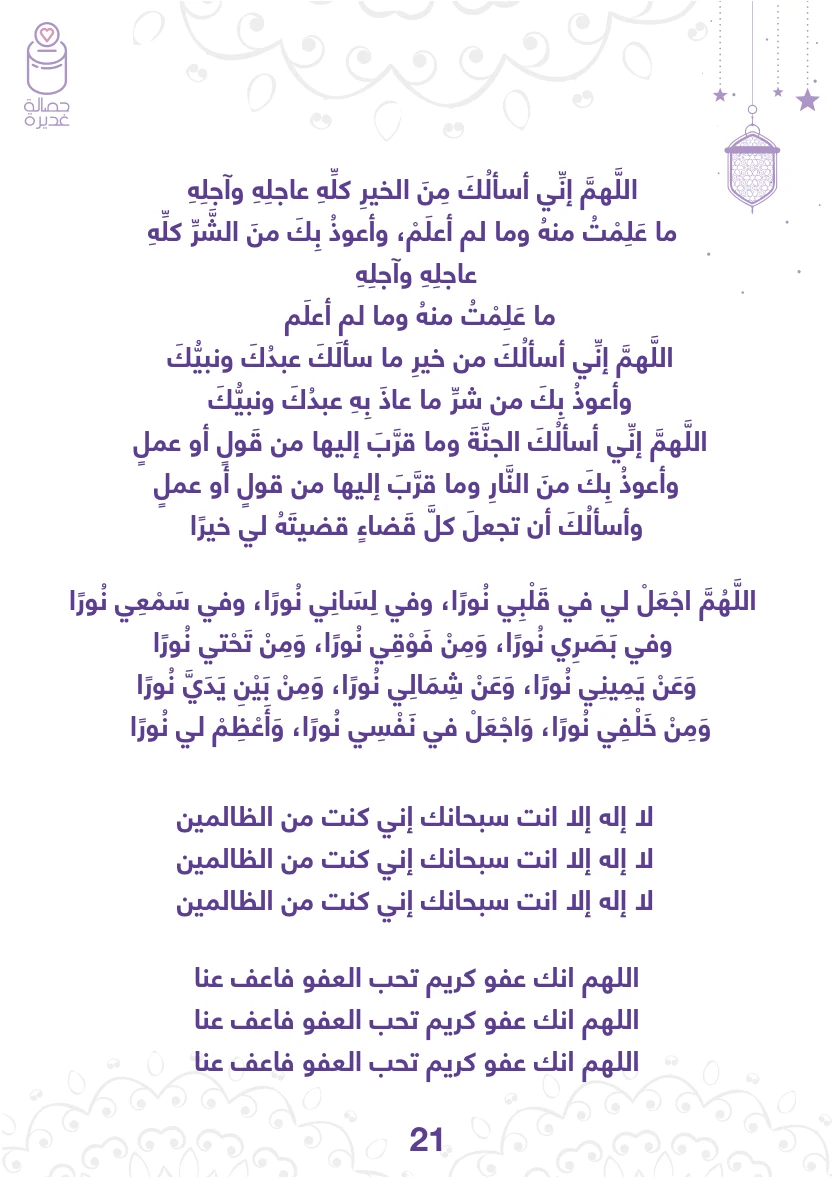 حصالة
غديرة
اللَّهمَّ إنِّي أسألُكَ مِنَ الخيرِ كلِّهِ عاجلِهِ وآجلِهِ
ما عَلِمْتُ منهُ وما لم أعلَمْ، وأعوذُ بِكَ منَ الشَّرِّ كلِّهِ
عاجلِهِ وآجلِهِ
ما عَلِمْتُ منهُ وما لم أعلَم
اللَّهمَّ إنِّي أسألُكَ من خيرِ ما سألَكَ عبدُكَ ونبيُّكَ
وأعوذُ بِكَ من شرِّ ما عاذَ بِهِ عبدُكَ ونبيُّكَ
اللَّهمَّ إنِّي أسألُكَ الجنَّةَ وما قرَّبَ إليها من قَولٍ أو عملٍ
وأعوذُ بِكَ منَ النَّارِ وما قرَّبَ إليها من قولٍ أو عملٍ
وأسألُكَ أن تجعلَ كلَّ قَضاءٍ قضيتَهُ لي خيرًا
اللَّهُمَّ اجْعَلْ لي في قَلْبِي نُورًا، وفي لِسَانِي نُورًا، وفي سَمْعِي نُورًا
وفي بَصَرِي نُورًا، وَمِنْ فَوْقِي نُورًا، وَمِنْ تَحْتي نُورًا
وَعَنْ يَمِينِي نُورًا، وَعَنْ شِمَالِي نُورًا، وَمِنْ بَيْنِ يَدَيَّ نُورًا
وَمِنْ خَلْفِي نُورًا، وَاجْعَلْ في نَفْسِي نُورًا، وَأَعْظِمْ لي نُورًا
لا إله إلا انت سبحانك إني كنت من الظالمين
لا إله إلا انت سبحانك إني كنت من الظالمين
لا إله إلا انت سبحانك إني كنت من الظالمين
اللهم انك عفو كريم تحب العفو فاعف عنا
اللهم انك عفو كريم تحب العفو فاعف عنا
اللهم انك عفو كريم تحب العفو فاعف عنا
21